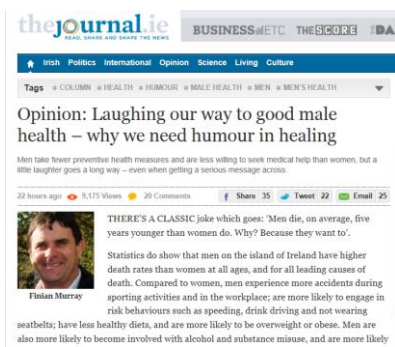 thejournal.ie
READ, SHARE AND SHAPE THE NEWS
BUSINESS ETC THE SCORE
Irish Politics International Opinion Science Living Culture
Tags # COLUMN # HEALTH # HUMOUR # MALE HEALTH # MEN # MEN'S HEALTH
Opinion: Laughing our way to good male
health – why we need humour in healing
Men take fewer preventive health measures and are less willing to seek medical help than women, but a
little laughter goes a long way – even when getting a serious message across.
22 hours ago 9,175 Views 20 Comments Share 35 Tweet 22 Email 25
THERE'S A CLASSIC joke which goes: 'Men die, on average, five
years younger than women do. Why? Because they want to'.
Statistics do show that men on the island of Ireland have higher
death rates than women at all ages, and for all leading causes of
death. Compared to women, men experience more accidents during
sporting activities and in the workplace; are more likely to engage in
risk behaviours such as speeding, drink driving and not wearing
Finian Murray
seatbelts; have less healthy diets, and are more likely to be overweight or obese. Men are
also more likely to become involved with alcohol and substance misuse, and are more likely